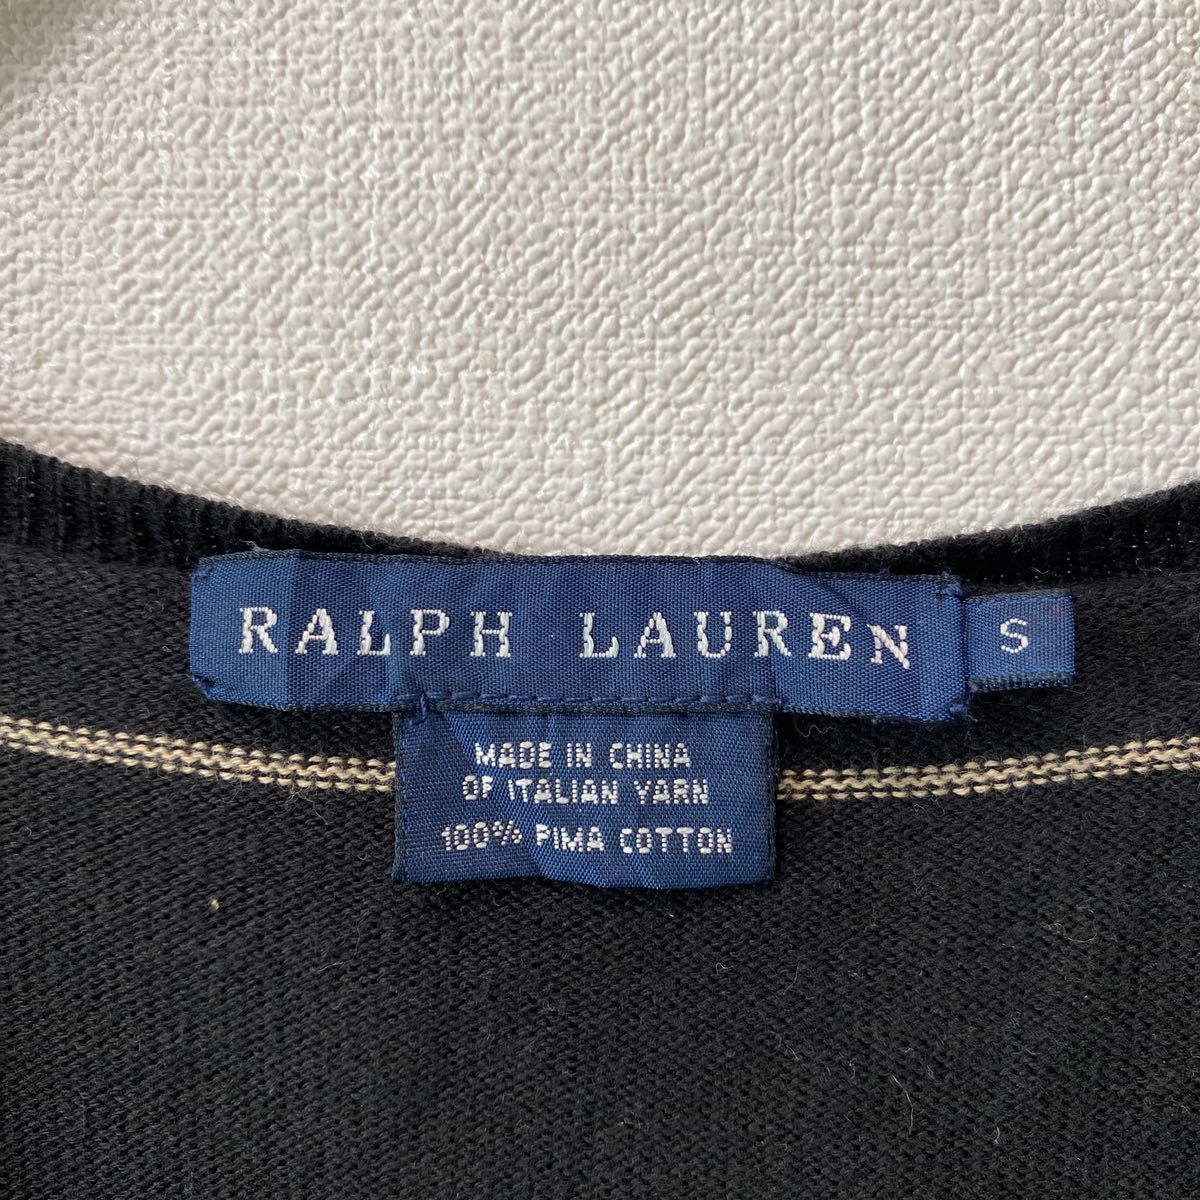 RALPH LAUREN
S
MADE IN CHINA
OF ITALIAN YARN
100% PIMA COTTON